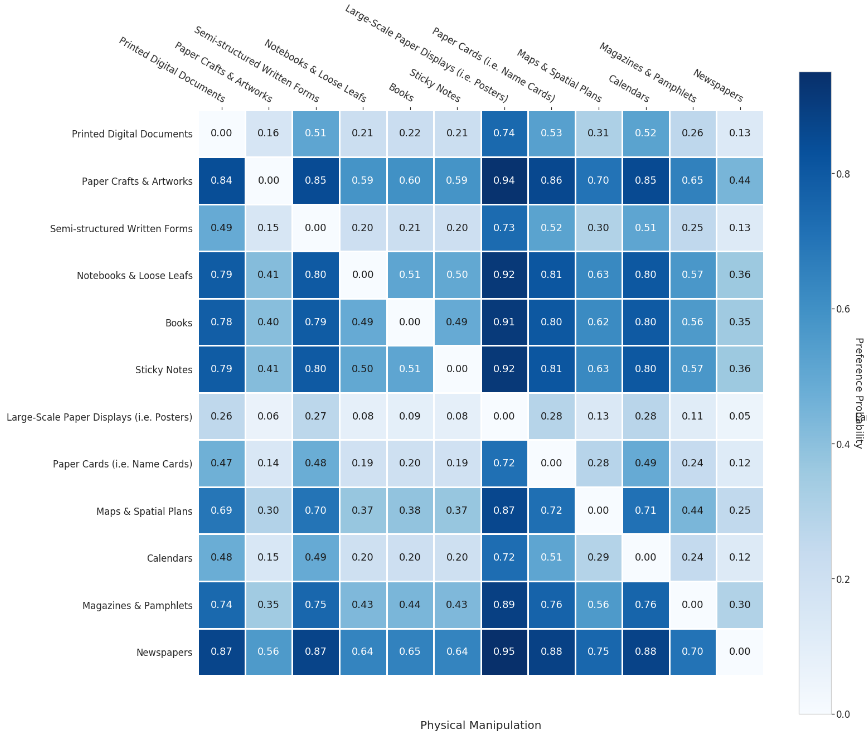 Printed Digital Documents
Paper Crafts & Artworks
Semi-structured Written Forms
Notebooks & Loose Leafs
Books
Sticky Notes
Large-Scale Paper Displays (i.e. Posters)
Paper Cards (i.e. Name Cards)
Maps & Spatial Plans
Calendars
Magazines & Pamphlets
Newspapers
Printed Digital Documents 0.00 0.16 0.51 0.21 0.22 0.21 0.74 0.53 0.31 0.52 0.26 0.13
Paper Crafts & Artworks 0.84 0.00 0.85 0.59 0.60 0.59 0.94 0.86 0.70 0.85 0.65 0.44
Semi-structured Written Forms 0.49 0.15 0.00 0.20 0.21 0.20 0.73 0.52 0.30 0.51 0.25 0.13
Notebooks & Loose Leafs 0.79 0.41 0.80 0.00 0.51 0.50 0.92 0.81 0.63 0.80 0.57 0.36
Books 0.78 0.40 0.79 0.49 0.00 0.49 0.91 0.80 0.62 0.80 0.56 0.35
Sticky Notes 0.79 0.41 0.80 0.50 0.51 0.00 0.92 0.81 0.63 0.80 0.57 0.36
Large-Scale Paper Displays (i.e. Posters) 0.26 0.06 0.27 0.08 0.09 0.08 0.00 0.28 0.13 0.28 0.11 0.05
Paper Cards (i.e. Name Cards) 0.47 0.14 0.48 0.19 0.20 0.19 0.72 0.00 0.28 0.49 0.24 0.12
Maps & Spatial Plans 0.69 0.30 0.70 0.37 0.38 0.37 0.87 0.72 0.00 0.71 0.44 0.25
Calendars 0.48 0.15 0.49 0.20 0.20 0.20 0.72 0.51 0.29 0.00 0.24 0.12
Magazines & Pamphlets 0.74 0.35 0.75 0.43 0.44 0.43 0.89 0.76 0.56 0.76 0.00 0.30
Newspapers 0.87 0.56 0.87 0.64 0.65 0.64 0.95 0.88 0.75 0.88 0.70 0.00
Physical Manipulation
0.8
0.6
0.4
0.2
0.0
Preference Probability